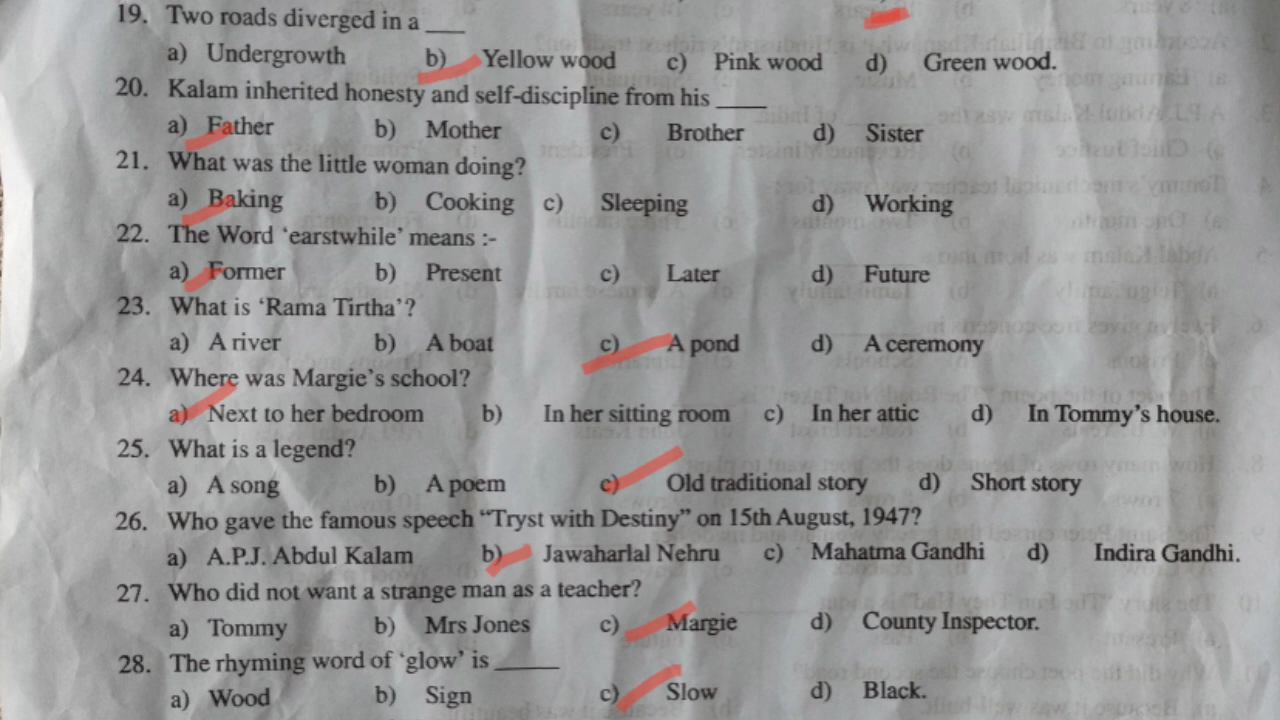 19. Two roads diverged in a ___
a) Undergrowth b) Yellow wood c) Pink wood d) Green wood.
20. Kalam inherited honesty and self-discipline from his ____
a) Father b) Mother c) Brother d) Sister
21. What was the little woman doing?
a) Baking b) Cooking c) Sleeping d) Working
22. The Word ‘earstwhile’ means :-
a) Former b) Present c) Later d) Future
23. What is ‘Rama Tirtha’?
a) A river b) A boat c) A pond d) A ceremony
24. Where was Margie’s school?
a) Next to her bedroom b) In her sitting room c) In her attic d) In Tommy’s house.
25. What is a legend?
a) A song b) A poem c) Old traditional story d) Short story
26. Who gave the famous speech “Tryst with Destiny” on 15th August, 1947?
a) A.P.J. Abdul Kalam b) Jawaharlal Nehru c) Mahatma Gandhi d) Indira Gandhi.
27. Who did not want a strange man as a teacher?
a) Tommy b) Mrs Jones c) Margie d) County Inspector.
28. The rhyming word of ‘glow’ is _____
a) Wood b) Sign c) Slow d) Black.